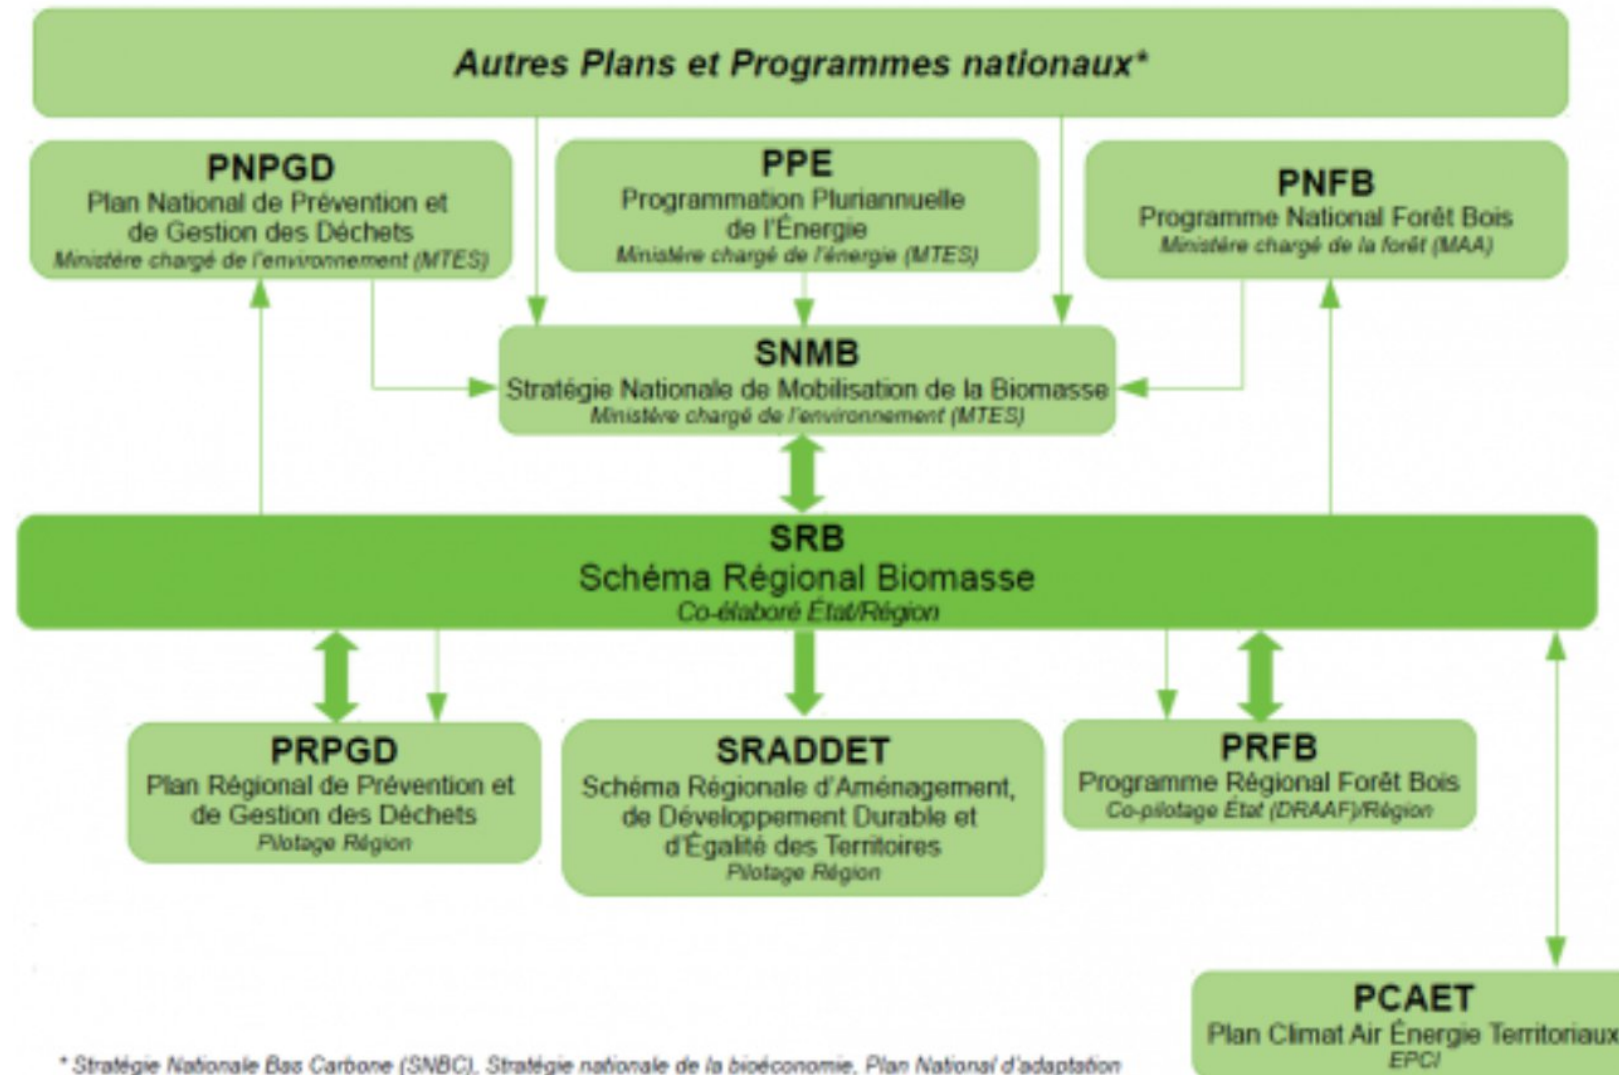 Autres Plans et Programmes nationaux*
PNPGD
Plan National de Prévention et
de Gestion des Déchets
Ministère chargé de l'environnement (MTES)
PPE
Programmation Pluriannuelle
de l'Énergie
Ministère chargé de l'énergie (MTES)
PNFB
Programme National Forêt Bois
Ministère chargé de la forêt (MAA)
SNMB
Stratégie Nationale de Mobilisation de la Biomasse
Ministère chargé de l'environnement (MTES)
SRB
Schéma Régional Biomasse
Co-élaboré État/Région
PRPGD
Plan Régional de Prévention et
de Gestion des Déchets
Pilotage Région
SRADDET
Schéma Régionale d'Aménagement,
de Développement Durable et
d'Égalité des Territoires
Pilotage Région
PRFB
Programme Régional Forêt Bois
Co-pilotage État (DRAAF)/Région
PCAET
Plan Climat Air Énergie Territoriaux
EPCI
* Stratégie Nationale Bas Carbone (SNBC), Stratégie nationale de la bioéconomie, Plan National d'adaptation